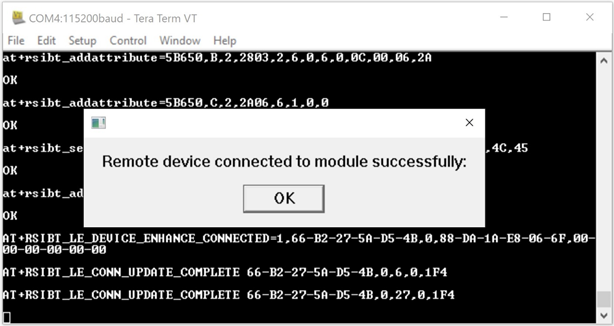 COM4:115200baud - Tera Term VT
File Edit Setup Control Window Help
at+rsibt_addattribute=5B650,B,2,2803,2,6,0,6,0,0C,00,06,2A
OK
at+rsibt_addattribute=5B650,C,2,2A06,6,1,0,0
OK
at+rsibt_se
,4C,45
Remote device connected to module successfully:
OK
OK
at+rsibt_ad
OK
AT+RSIBT_LE_DEVICE_ENHANCE_CONNECTED=1,66-B2-27-5A-D5-4B,0,88-DA-1A-E8-06-6F,00-
00-00-00-00-00
AT+RSIBT_LE_CONN_UPDATE_COMPLETE 66-B2-27-5A-D5-4B,0,6,0,1F4
AT+RSIBT_LE_CONN_UPDATE_COMPLETE 66-B2-27-5A-D5-4B,0,27,0,1F4